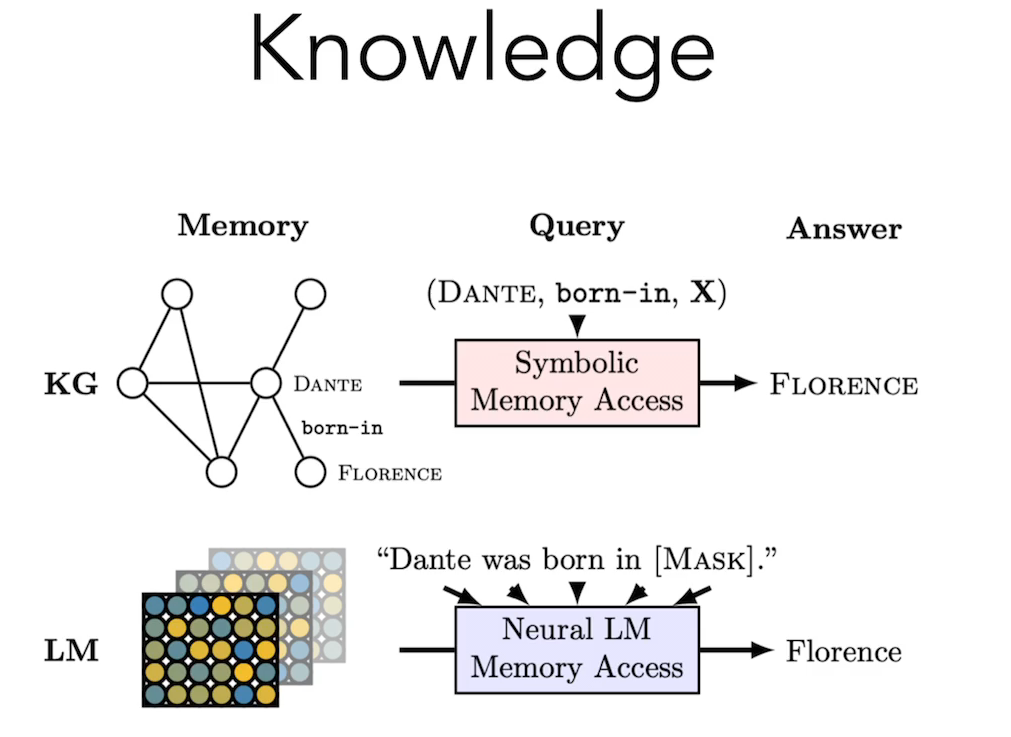 Knowledge
Memory
Query
Answer
KG
DANTE
born-in
FLORENCE
(DANTE, born-in, X)
Symbolic
Memory Access
FLORENCE
LM
“Dante was born in [MASK].”
Neural LM
Memory Access
Florence